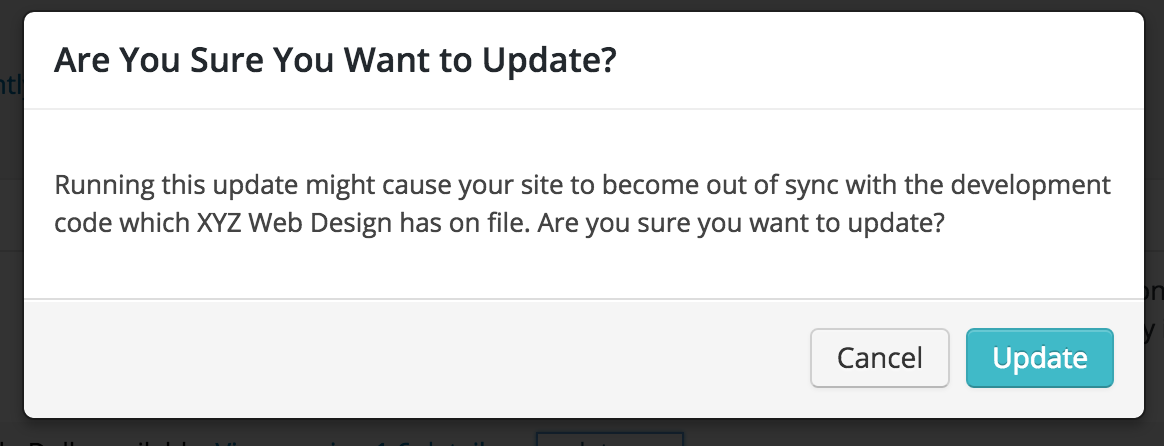 Are You Sure You Want to Update?
Running this update might cause your site to become out of sync with the development
code which XYZ Web Design has on file. Are you sure you want to update?
Cancel
Update